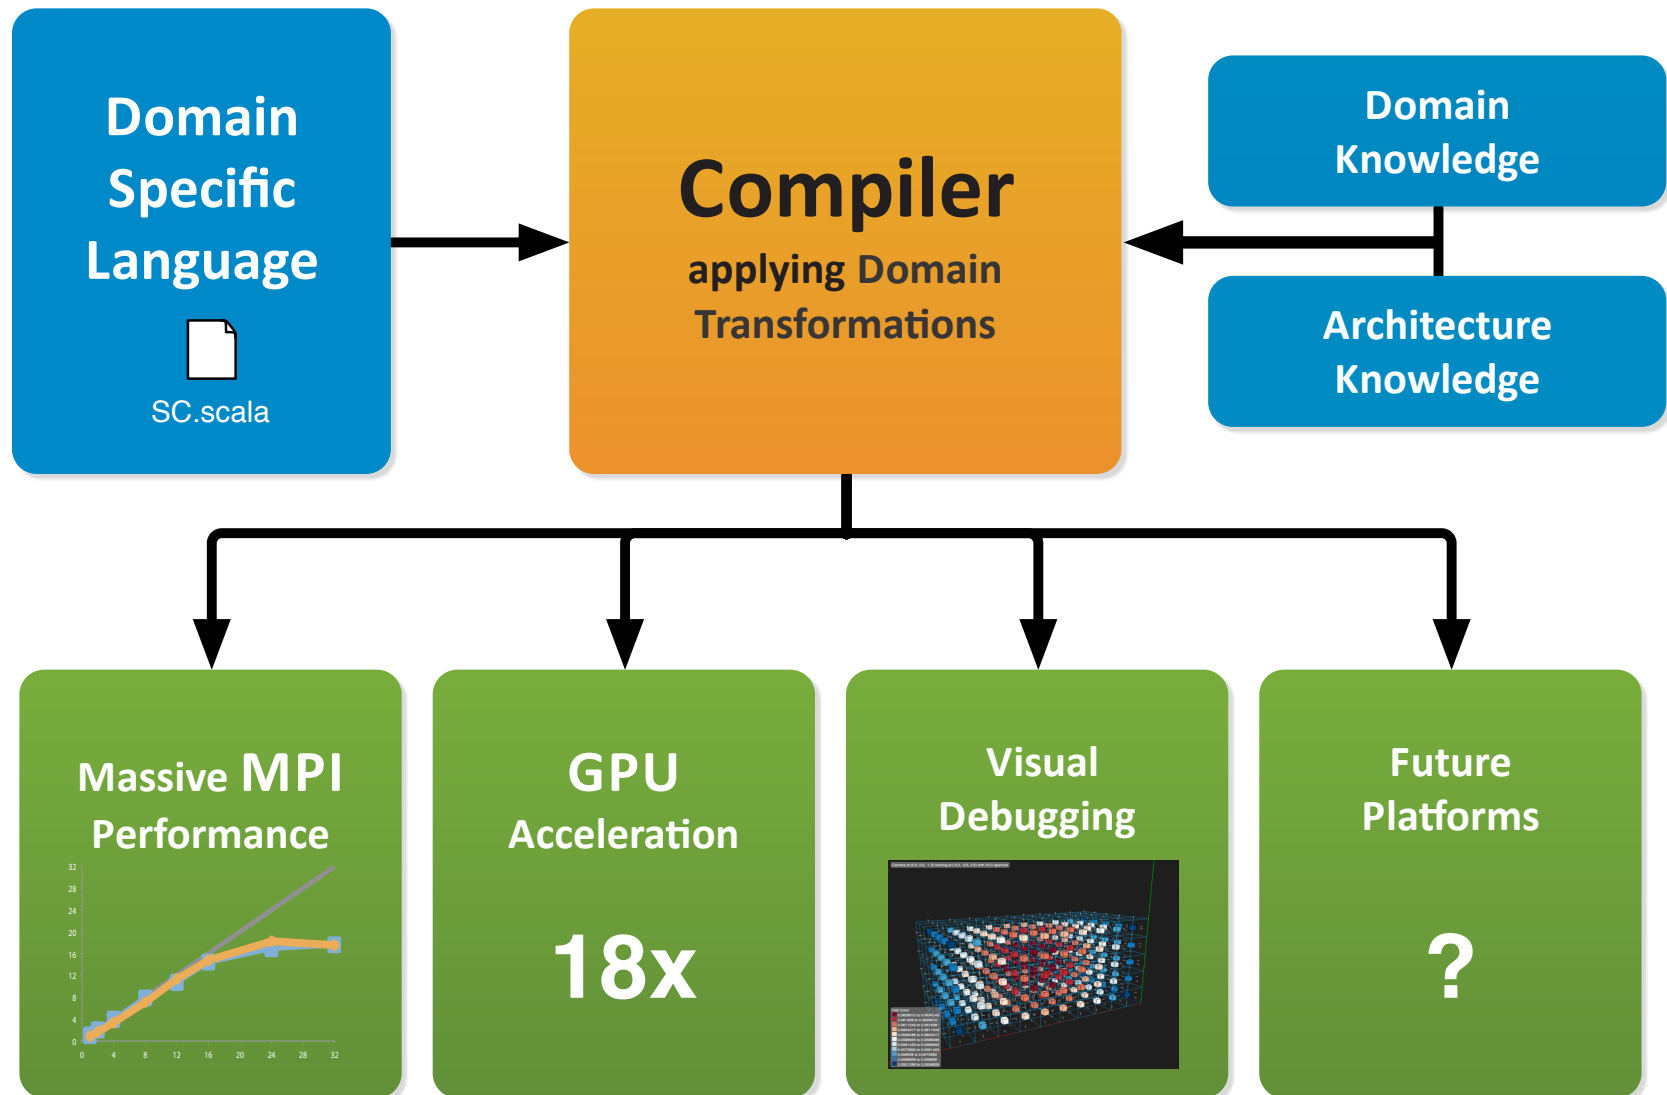 Domain
Specific
Language
SC.scala
Compiler
applying Domain
Transformations
Domain
Knowledge
Architecture
Knowledge
Massive MPI
Performance
32
28
24
20
16
12
8
4
0
0 4 8 12 16 20 24 28 32
GPU
Acceleration
18x
Visual
Debugging
Future
Platforms
?